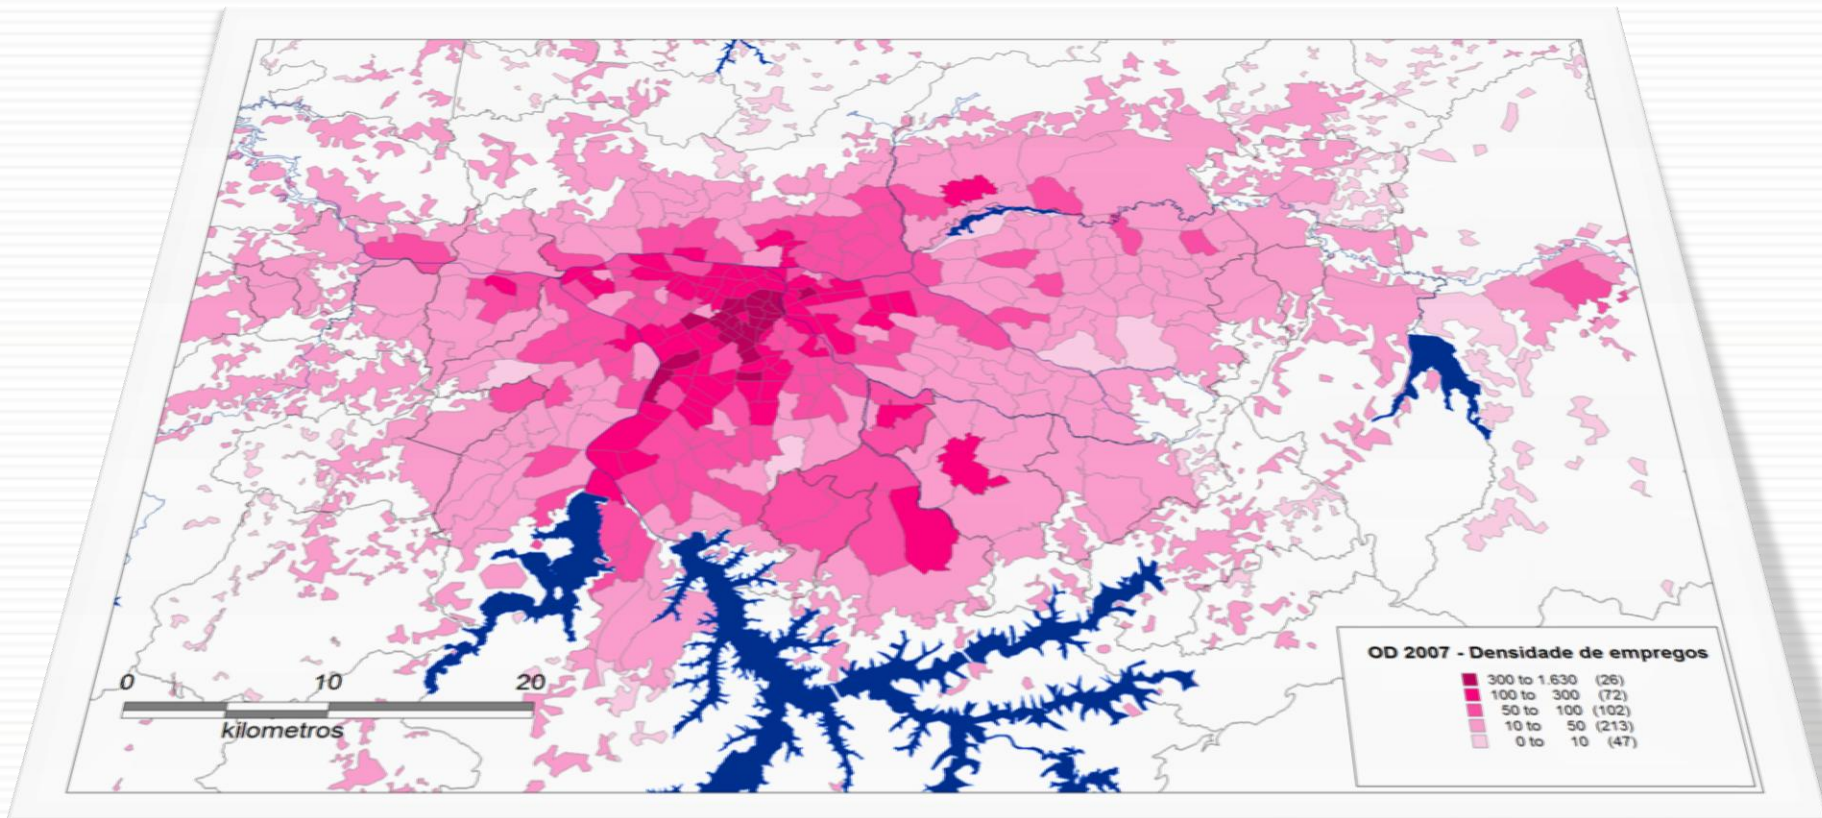 0 10 20
kilometros
OD 2007 - Densidade de empregos
300 to 1.630 (26)
100 to 300 (72)
50 to 100 (102)
10 to 50 (213)
0 to 10 (47)